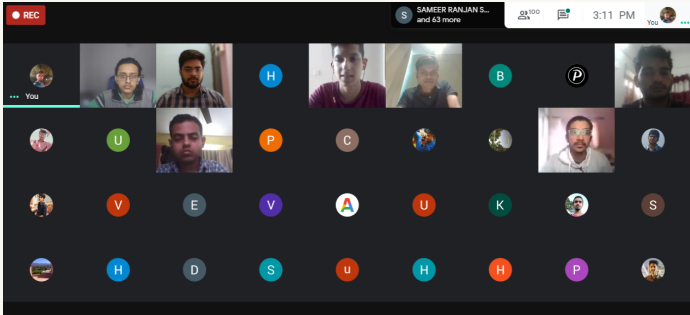 REC
S SAMEER RANJAN S...
and 63 more
100
3:11 PM
You
You
H
B
P
U
P
C
V
E
V
A
U
K
S
H
D
S
u
H
H
P